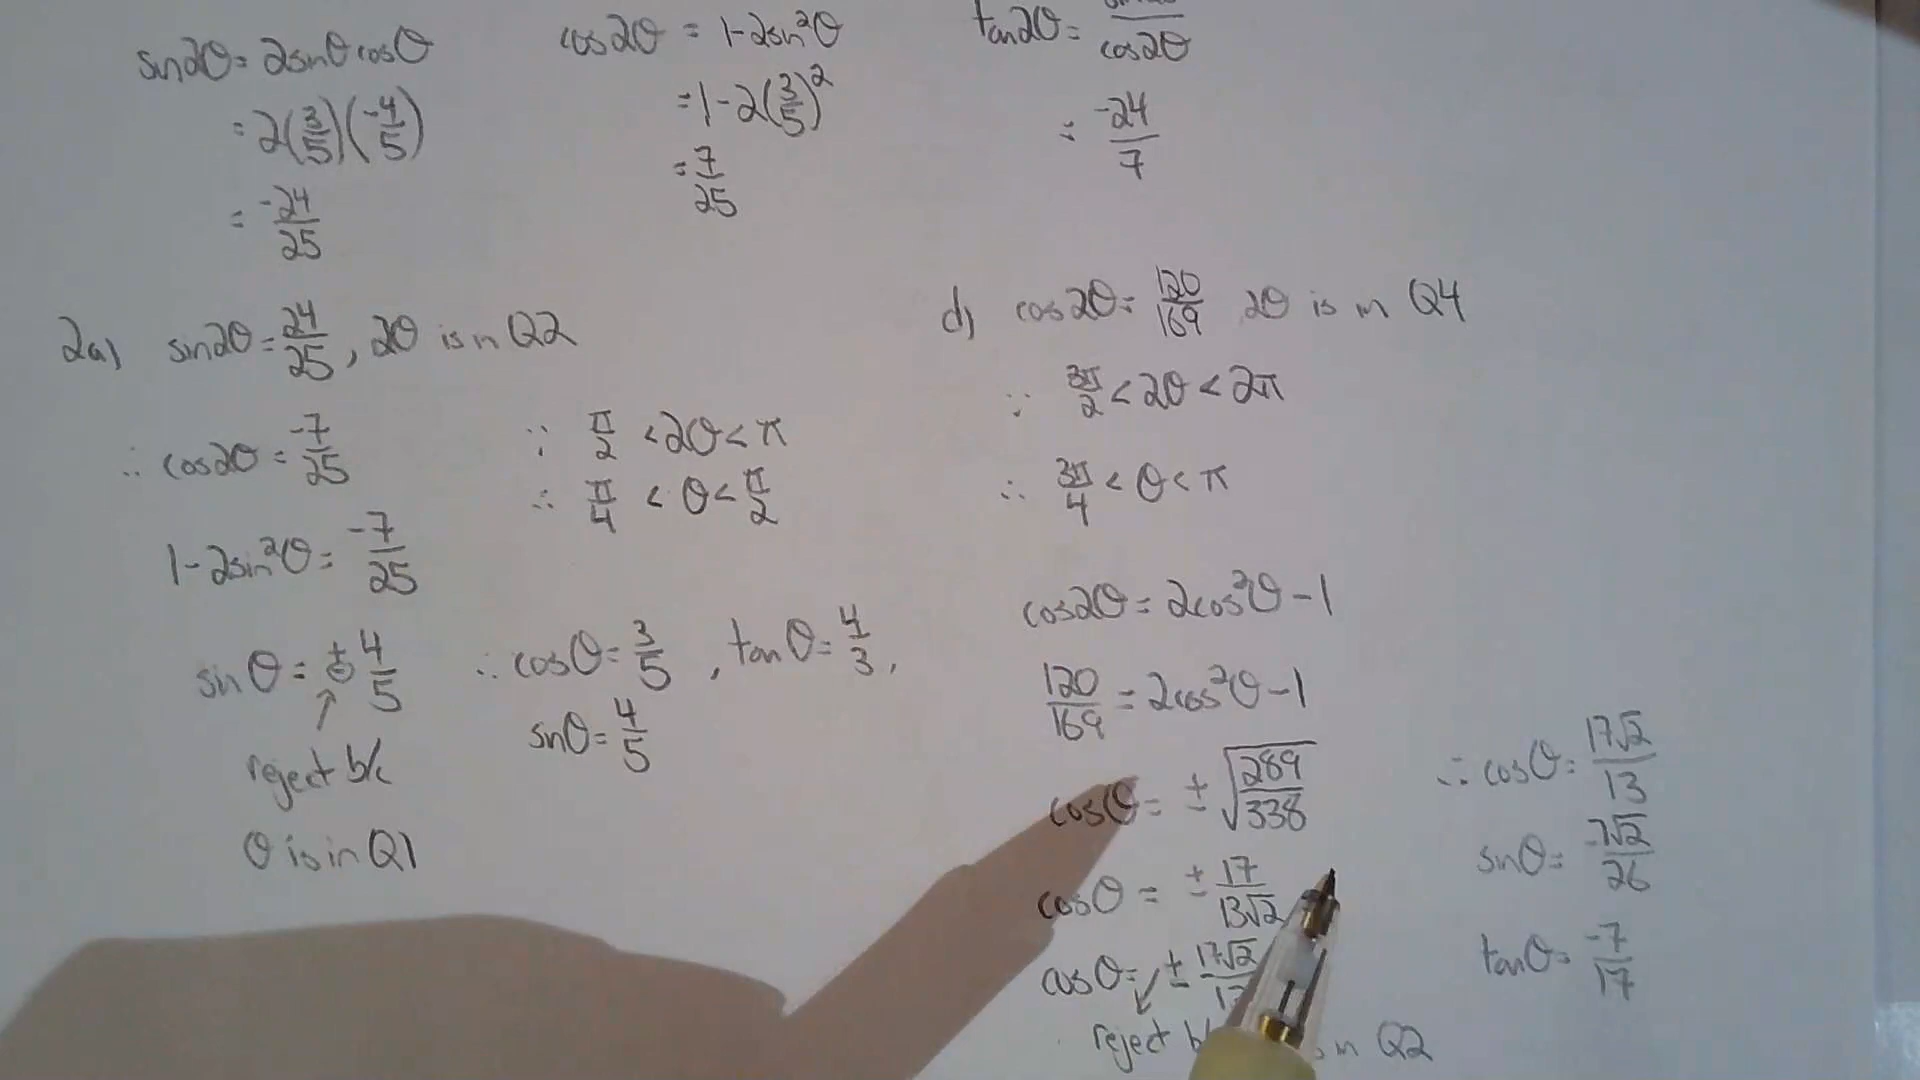 sin2θ = 2sinθcosθ
= 2(3/5)(-4/5)
= -24/25
cos2θ = 1-2sin²θ
= 1-2(3/5)²
= 7/25
tan2θ = /cos2θ
= -24/7
2a) sin2θ = 24/25, 2θ is in Q2
∴ cos2θ = -7/25
1-2sin²θ = -7/25
sinθ = ± 4/5
reject b/c
θ is in Q1
∵ π/2 < 2θ < π
∴ π/4 < θ < π/2
∴ cosθ = 3/5, tanθ = 4/3,
sinθ = 4/5
d) cos2θ = 120/169 2θ is in Q4
∵ 3π/2 < 2θ < 2π
∴ 3π/4 < θ < π
cos2θ = 2cos²θ - 1
120/169 = 2cos²θ - 1
cosθ = ± √(289/338)
cosθ = ± 17/13√2
cosθ = ± 17√2/
reject in Q2
∴ cosθ = 17√2/13
sinθ = -7√2/26
tanθ = -7/17